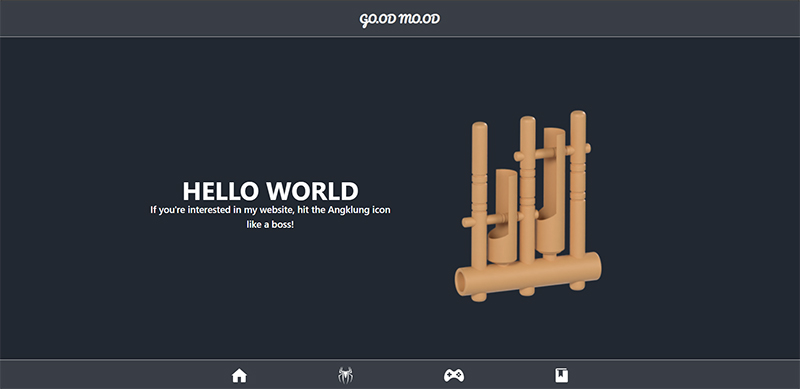 GO.OD MO.OD
HELLO WORLD
If you're interested in my website, hit the Angklung icon
like a boss!